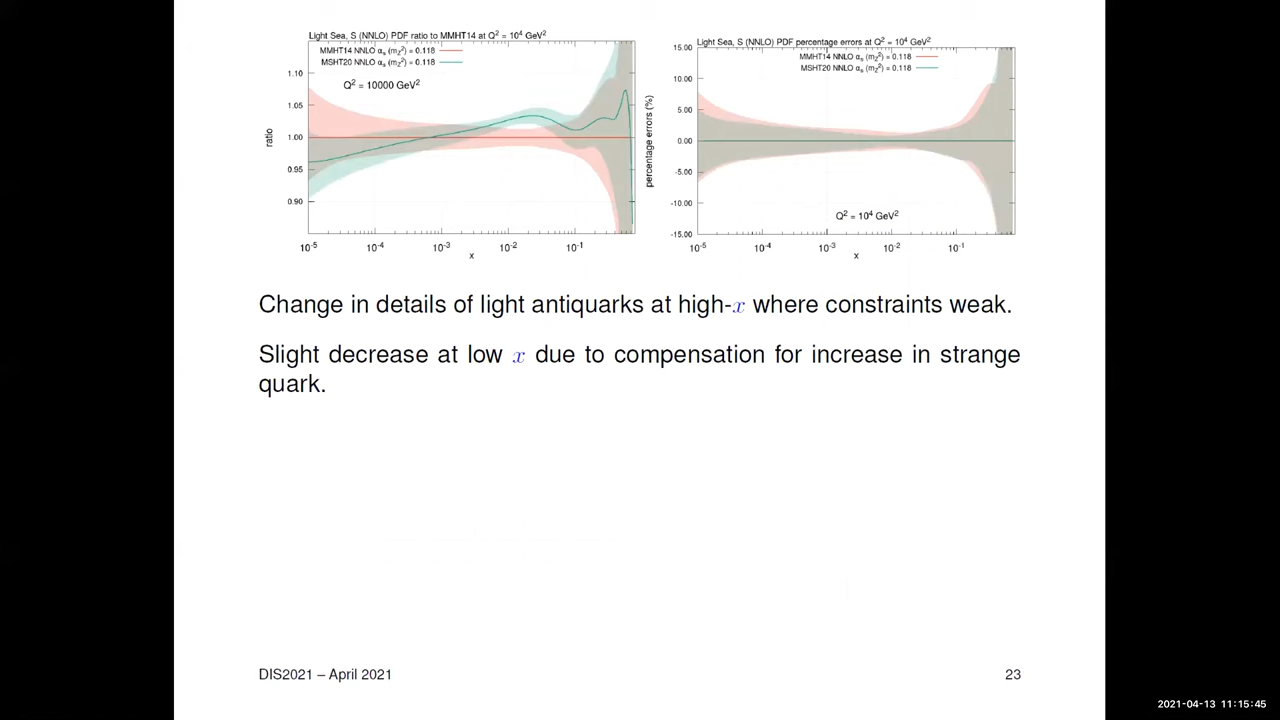 Light Sea, S (NNLO) PDF ratio to MMHT14 at Q² = 10⁴ GeV²
MMHT14 NNLO αₛ (m_Z²) = 0.118
MSHT20 NNLO αₛ (m_Z²) = 0.118
Q² = 10000 GeV²
1.10
1.05
1.00
0.95
0.90
ratio
10⁻⁵ 10⁻⁴ 10⁻³ 10⁻² 10⁻¹
x
Light Sea, S (NNLO) PDF percentage errors at Q² = 10⁴ GeV²
MMHT14 NNLO αₛ (m_Z²) = 0.118
MSHT20 NNLO αₛ (m_Z²) = 0.118
15.00
10.00
5.00
0.00
-5.00
-10.00
-15.00
percentage errors (%)
Q² = 10⁴ GeV²
10⁻⁵ 10⁻⁴ 10⁻³ 10⁻² 10⁻¹
x
Change in details of light antiquarks at high-x where constraints weak.
Slight decrease at low x due to compensation for increase in strange
quark.
DIS2021 – April 2021
23
2021-04-13 11:15:45